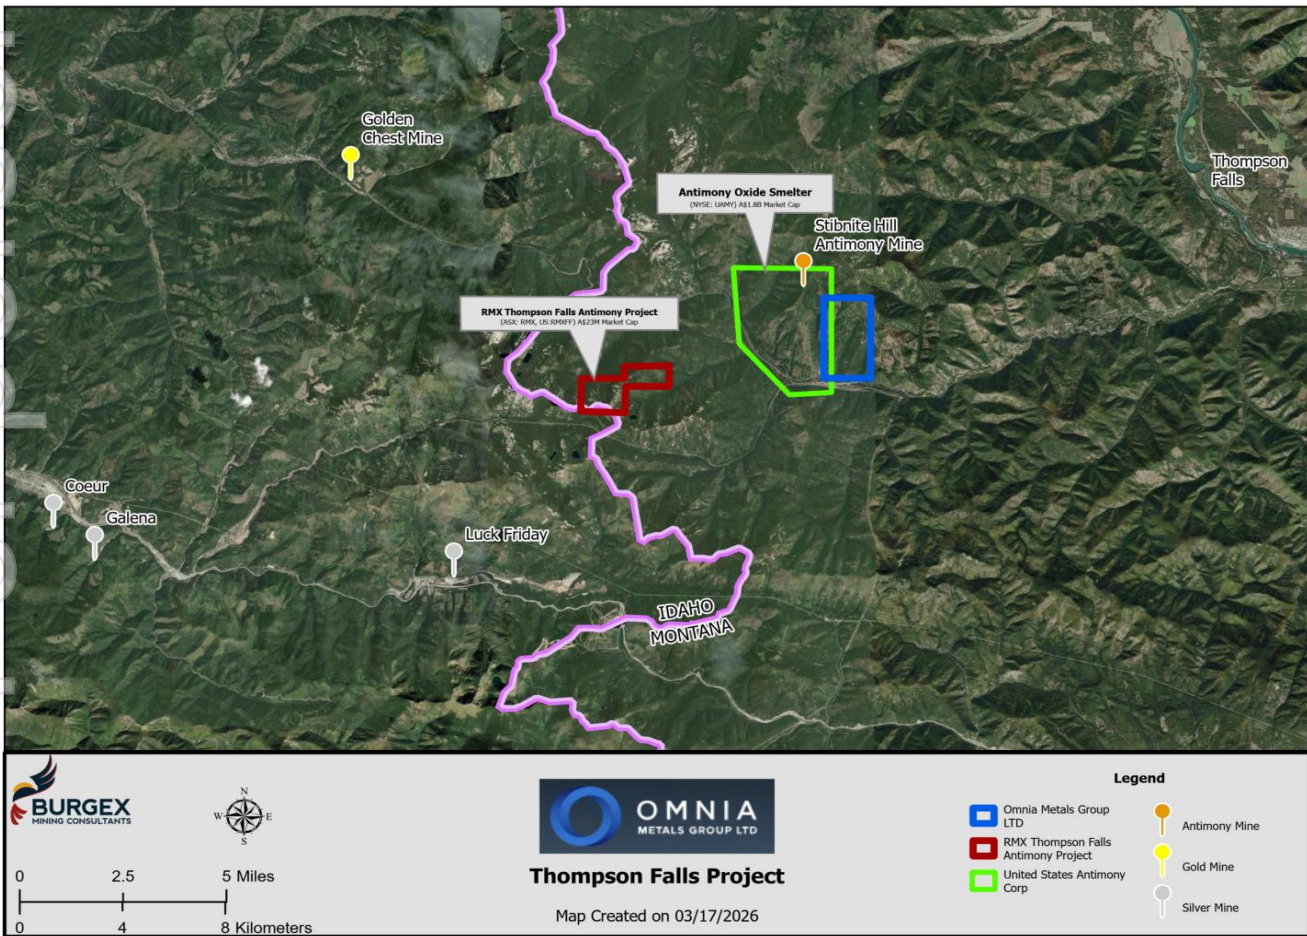 Golden
Chest Mine
Antimony Oxide Smelter
(NYSE: UAMY) A$1.8B Market Cap
Thompson
Falls
Stibnite Hill
Antimony Mine
RMX Thompson Falls Antimony Project
(ASX: RMX, US:RMXFF) A$23M Market Cap
Coeur
Galena
Luck Friday
IDAHO
MONTANA
BURGEX
MINING CONSULTANTS
N
W
E
S
0
2.5
5 Miles
0
4
8 Kilometers
OMNIA
METALS GROUP LTD
Thompson Falls Project
Map Created on 03/17/2026
Legend
Omnia Metals Group
LTD
RMX Thompson Falls
Antimony Project
United States Antimony
Corp
Antimony Mine
Gold Mine
Silver Mine